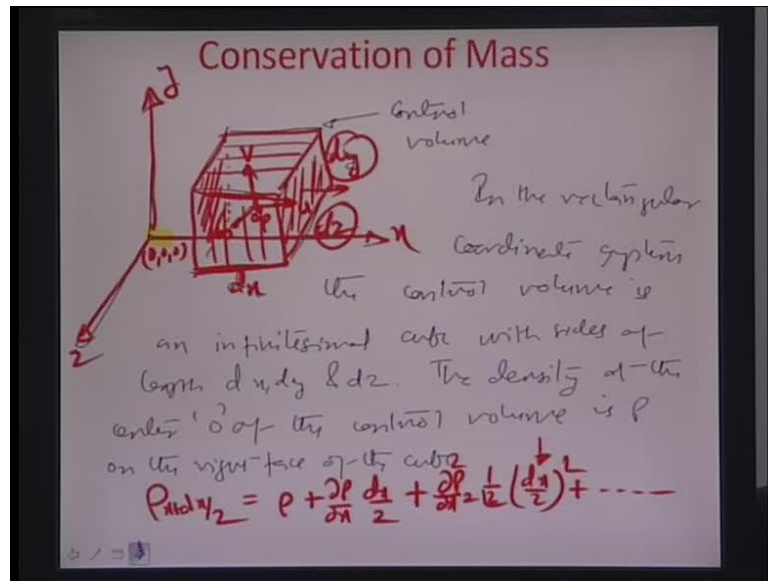 Conservation of Mass
y
control
volume
V
dy
In the rectangular
o ρ
u
dz
x
(0,0,0)
coordinate system
dx
the control volume is
z
an infinitesimal cube with sides of
length dx, dy & dz. The density at the
center 'O' of the control volume is ρ
on the right face of the cube
ρx+dx/2 = ρ + ∂ρ/∂x dx/2 + ∂²ρ/∂x² 1/2 (dx/2)² + ------